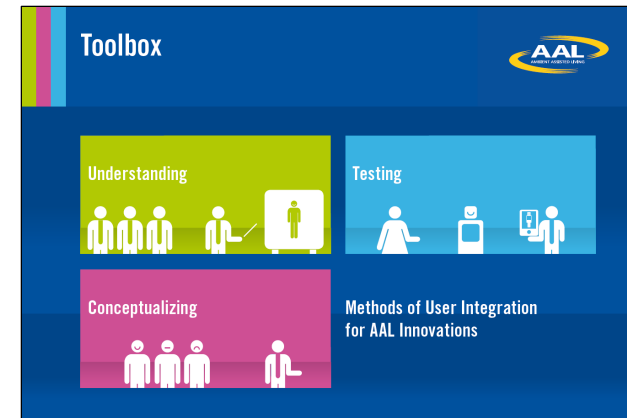 Toolbox
AAL
AMBIENT ASSISTED LIVING
Understanding
Testing
Conceptualizing
Methods of User Integration
for AAL Innovations